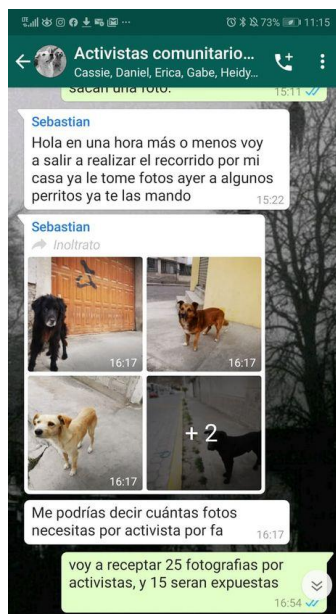 73% 11:15
Activistas comunitario...
Cassie, Daniel, Erica, Gabe, Heidy...
sacan una foto.
15:11
Sebastian
Hola en una hora más o menos voy
a salir a realizar el recorrido por mi
casa ya le tome fotos ayer a algunos
perritos ya te las mando
15:22
Sebastian
Inoltrato
16:17
16:17
16:17
+ 2
Me podrías decir cuántas fotos
necesitas por activista por fa
16:17
voy a receptar 25 fotografias por
activistas, y 15 seran expuestas
16:54